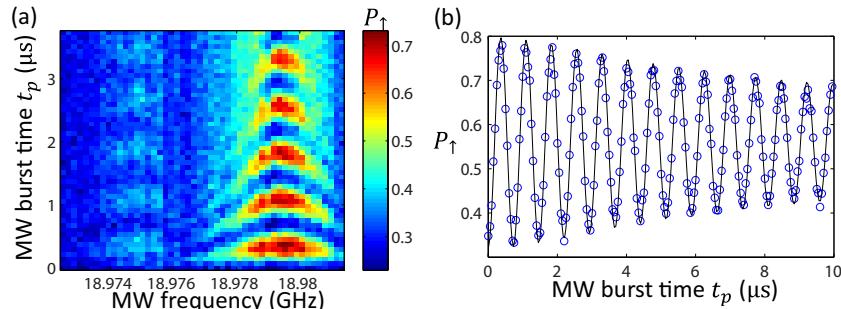 (a)
P↑
MW burst time tp (μs)
3
2
1
0
18.974 18.976 18.978 18.98
MW frequency (GHz)
0.7
0.6
0.5
0.4
0.3
(b)
P↑
0.8
0.7
0.6
0.5
0.4
0 2 4 6 8 10
MW burst time tp (μs)